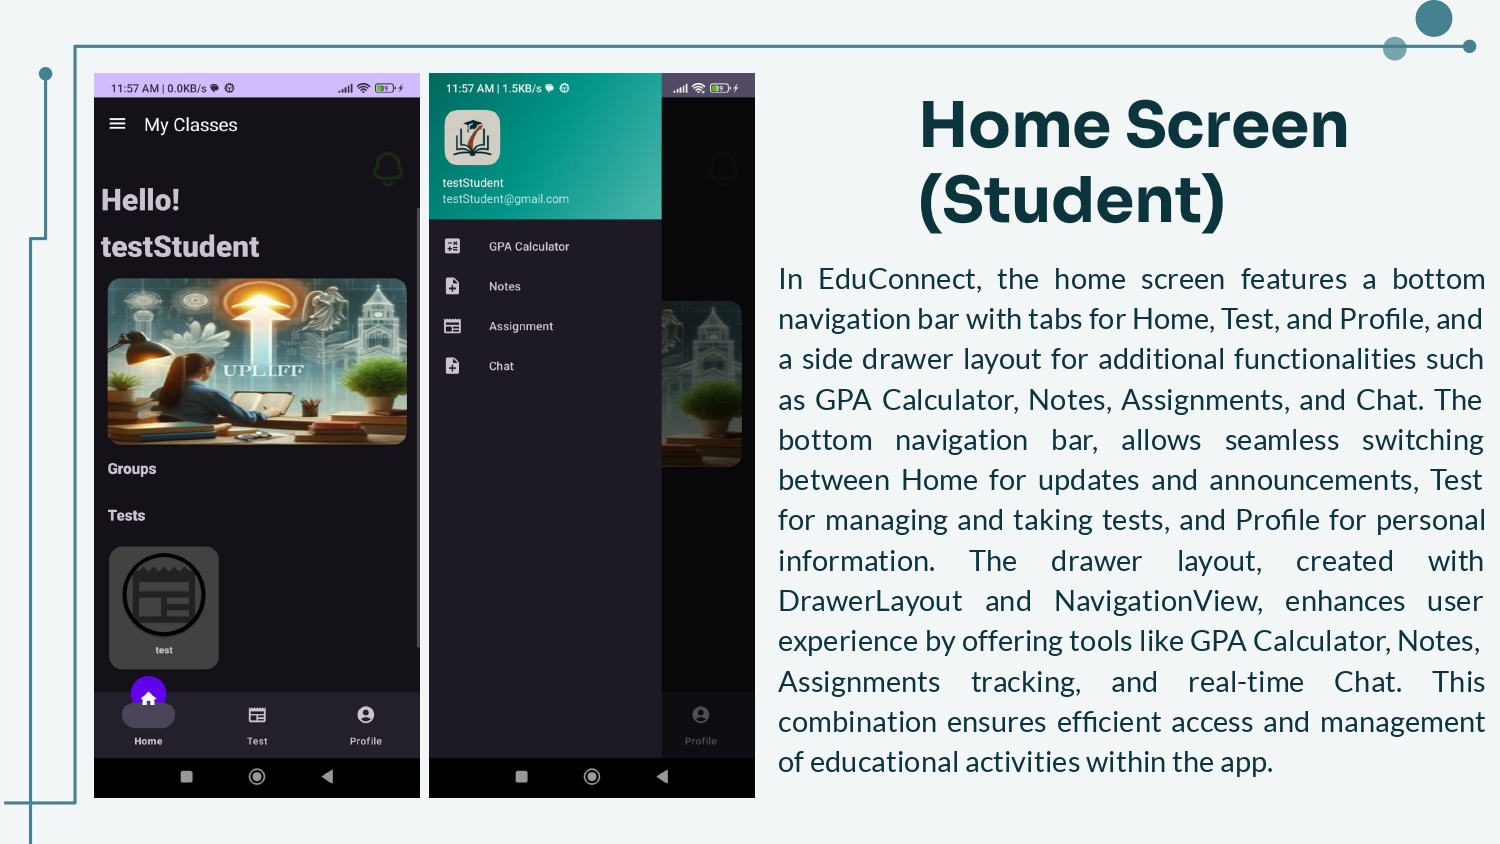 11:57 AM | 0.0KB/s
39
My Classes
Hello!
testStudent
UPLIFF
Groups
Tests
test
Home
Test
Profile
11:57 AM | 1.5KB/s
39
testStudent
testStudent@gmail.com
GPA Calculator
Notes
Assignment
Chat
Profile
Home Screen
(Student)
In EduConnect, the home screen features a bottom
navigation bar with tabs for Home, Test, and Profile, and
a side drawer layout for additional functionalities such
as GPA Calculator, Notes, Assignments, and Chat. The
bottom navigation bar, allows seamless switching
between Home for updates and announcements, Test
for managing and taking tests, and Profile for personal
information. The drawer layout, created with
DrawerLayout and NavigationView, enhances user
experience by offering tools like GPA Calculator, Notes,
Assignments tracking, and real-time Chat. This
combination ensures efficient access and management
of educational activities within the app.